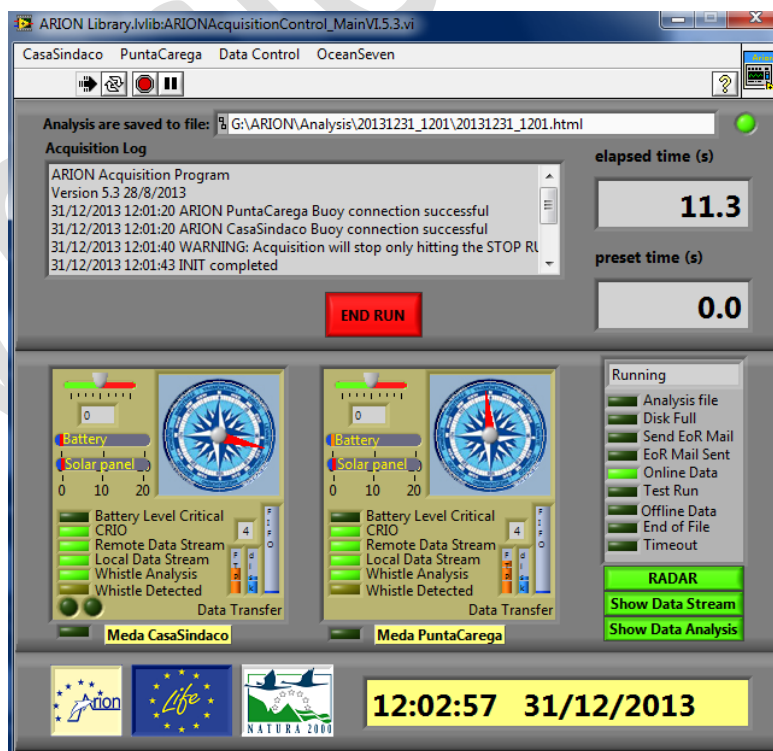 ARION Library.lvlib:ARIONAcquisitionControl_MainVI.5.3.vi
CasaSindaco PuntaCarega Data Control OceanSeven
Arion
Analysis are saved to file: G:\ARION\Analysis\20131231_1201\20131231_1201.html
Acquisition Log
ARION Acquisition Program
Version 5.3 28/8/2013
31/12/2013 12:01:20 ARION PuntaCarega Buoy connection successful
31/12/2013 12:01:20 ARION CasaSindaco Buoy connection successful
31/12/2013 12:01:40 WARNING: Acquisition will stop only hitting the STOP RU
31/12/2013 12:01:43 INIT completed
elapsed time (s)
11.3
preset time (s)
0.0
END RUN
0
Battery
Solar panel
0 10 20
Battery Level Critical
CRIO
4
Remote Data Stream
Local Data Stream
Whistle Analysis
Whistle Detected
FIFO
Data Transfer
Meda CasaSindaco
0
Battery
Solar panel
0 10 20
Battery Level Critical
CRIO
4
Remote Data Stream
Local Data Stream
Whistle Analysis
Whistle Detected
FIFO
Data Transfer
Meda PuntaCarega
Running
Analysis file
Disk Full
Send EoR Mail
EoR Mail Sent
Online Data
Test Run
Offline Data
End of File
Timeout
RADAR
Show Data Stream
Show Data Analysis
Arion
Life
NATURA 2000
12:02:57 31/12/2013